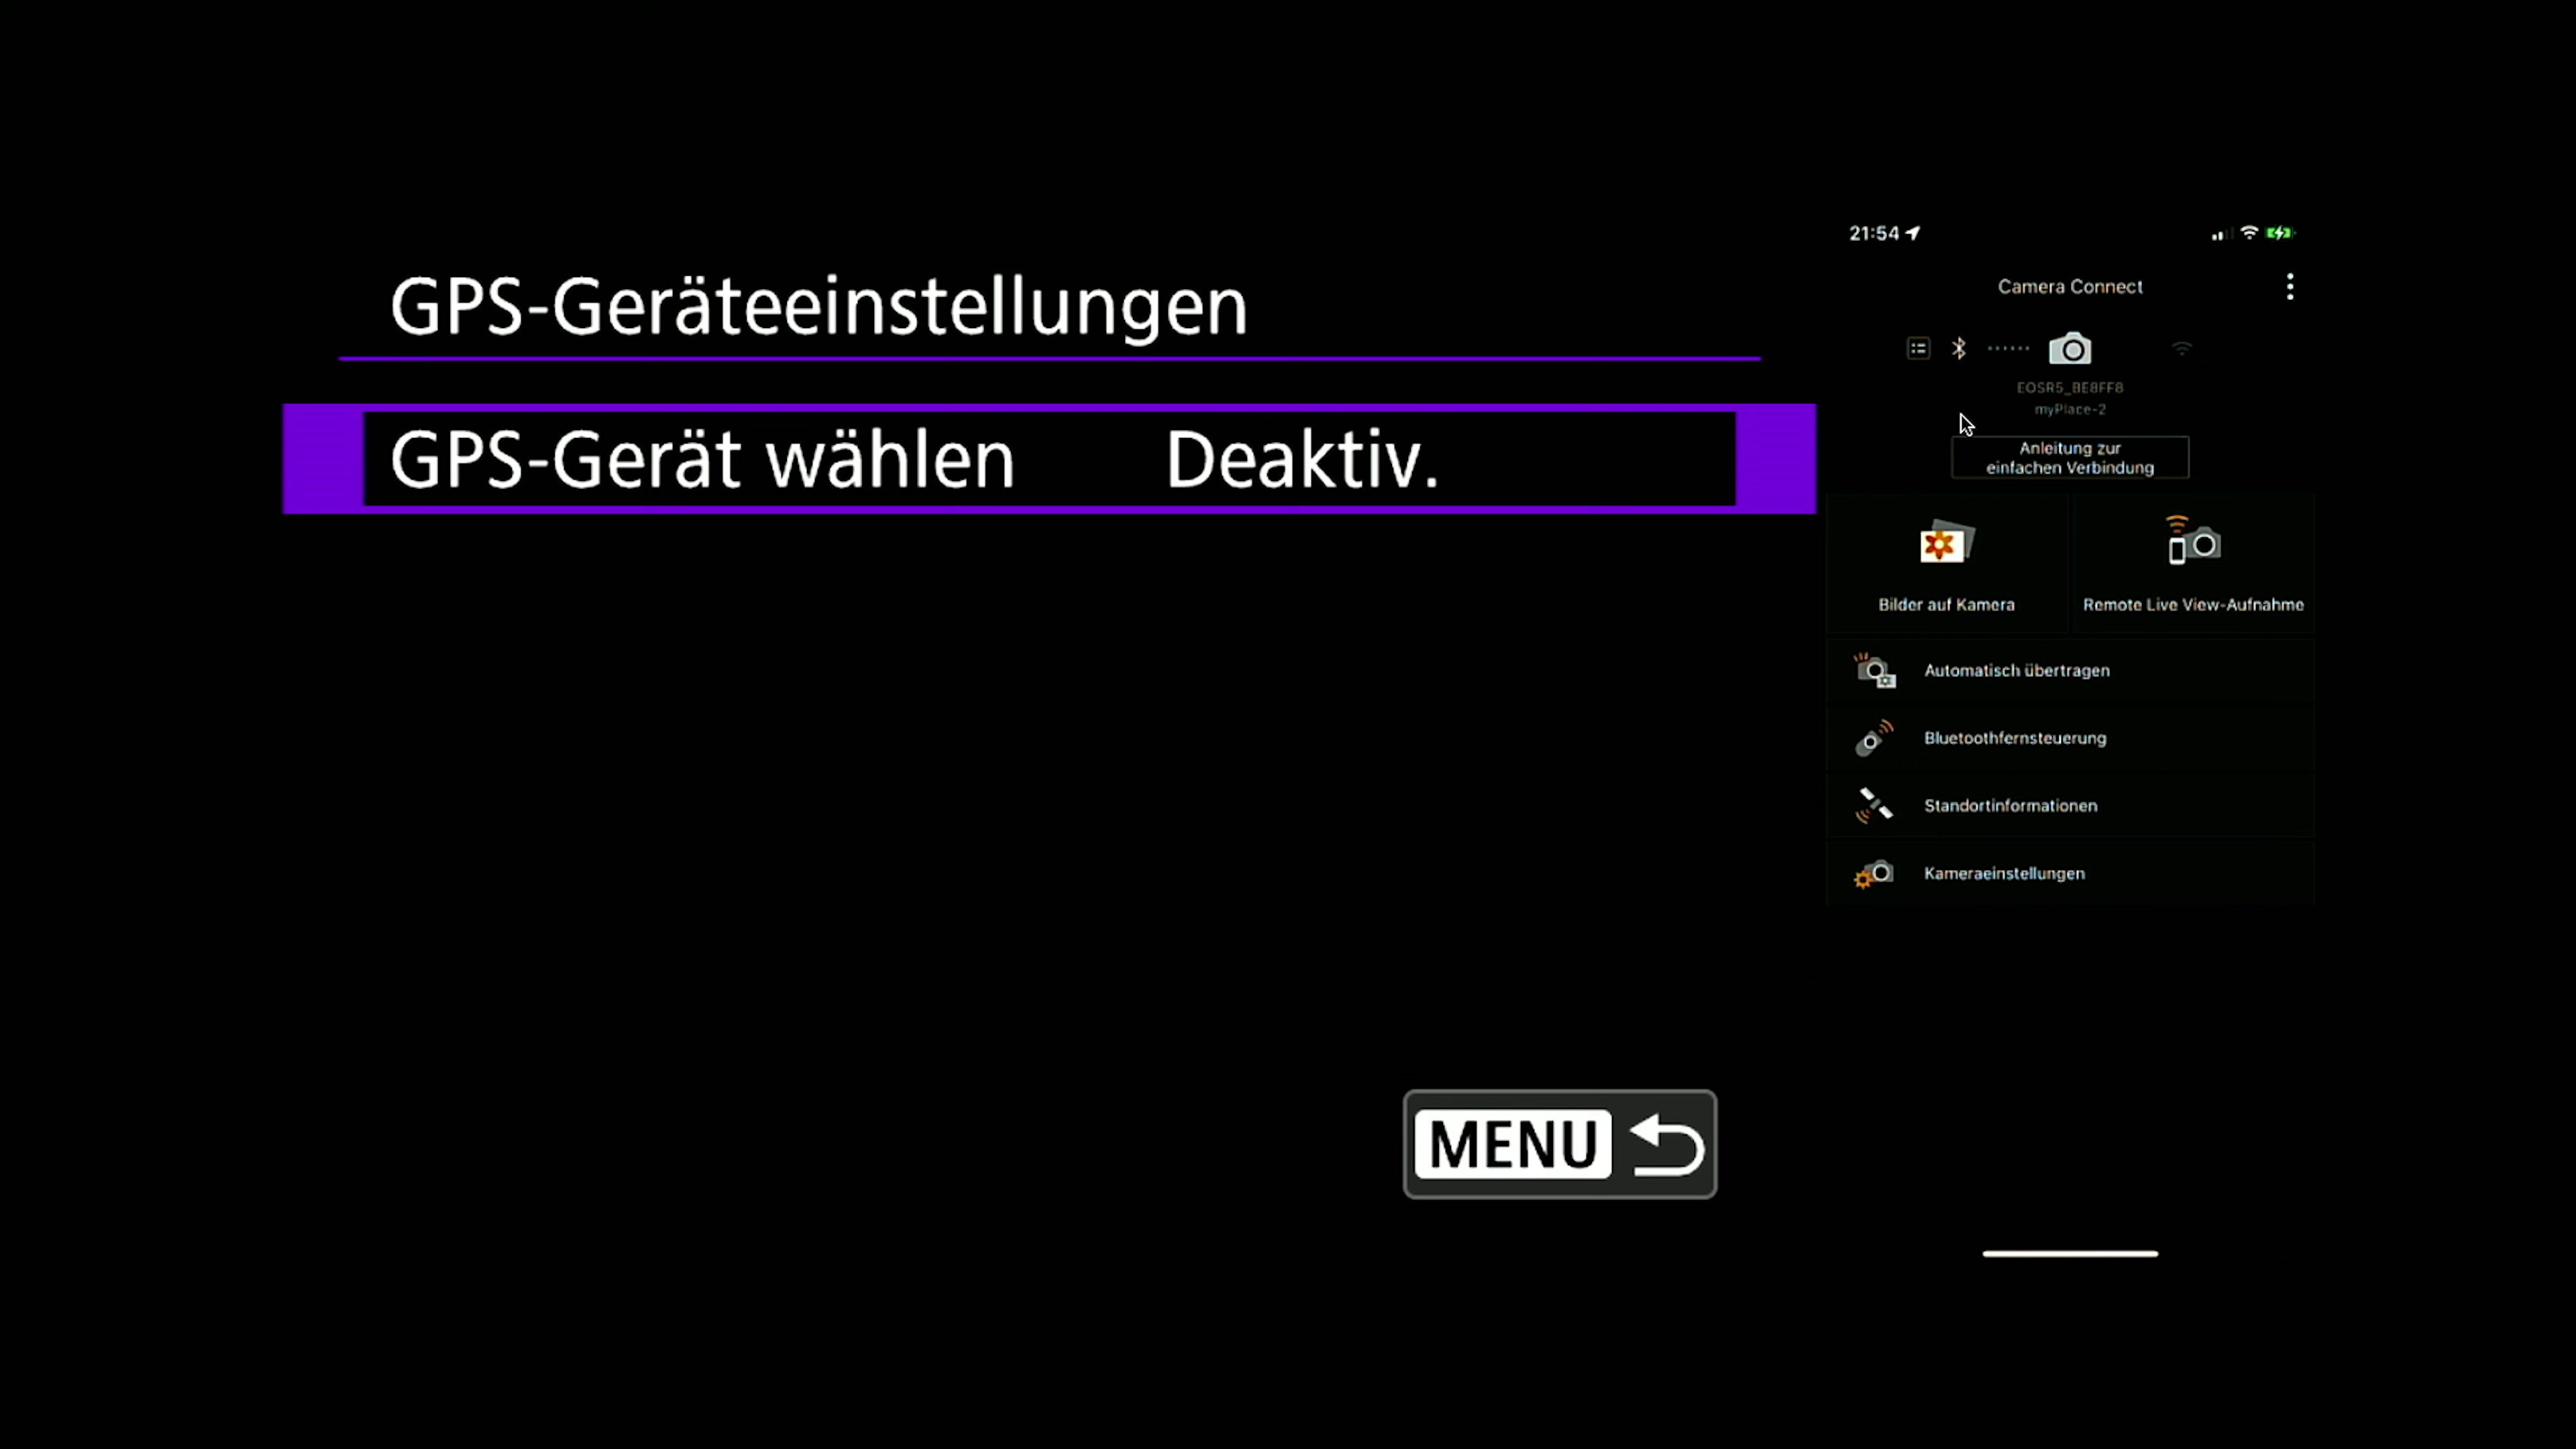 GPS-Geräteeinstellungen
GPS-Gerät wählen Deaktiv.
MENU
21:54
Camera Connect
EOSR5_BE8FF8
myPlace-2
Anleitung zur
einfachen Verbindung
Bilder auf Kamera
Remote Live View-Aufnahme
Automatisch übertragen
Bluetoothfernsteuerung
Standortinformationen
Kameraeinstellungen